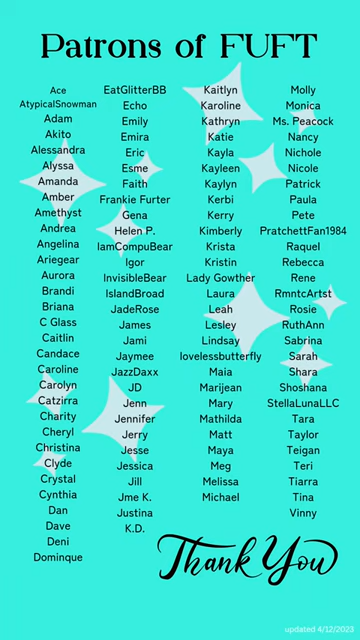 Patrons of FUFT
Ace
AtypicalSnowman
Adam
Akito
Alessandra
Alyssa
Amanda
Amber
Amethyst
Andrea
Angelina
Ariegear
Aurora
Brandi
Briana
C Glass
Caitlin
Candace
Caroline
Carolyn
Catzirra
Charity
Cheryl
Christina
Clyde
Crystal
Cynthia
Dan
Dave
Deni
Dominque
EatGlitterBB
Echo
Emily
Emira
Eric
Esme
Faith
Frankie Furter
Gena
Helen P.
IamCompuBear
Igor
InvisibleBear
IslandBroad
JadeRose
James
Jami
Jaymee
JazzDaxx
JD
Jenn
Jennifer
Jerry
Jesse
Jessica
Jill
Jme K.
Justina
K.D.
Kaitlyn
Karoline
Kathryn
Katie
Kayla
Kayleen
Kaylyn
Kerbi
Kerry
Kimberly
Krista
Kristin
Lady Gowther
Laura
Leah
Lesley
Lindsay
lovelessbutterfly
Maia
Marijean
Mary
Mathilda
Matt
Maya
Meg
Melissa
Michael
Molly
Monica
Ms. Peacock
Nancy
Nichole
Nicole
Patrick
Paula
Pete
PratchettFan1984
Raquel
Rebecca
Rene
RmntcArtst
Rosie
RuthAnn
Sabrina
Sarah
Shara
Shoshana
StellaLunaLLC
Tara
Taylor
Teigan
Teri
Tiarra
Tina
Vinny
Thank You
updated 4/12/2023